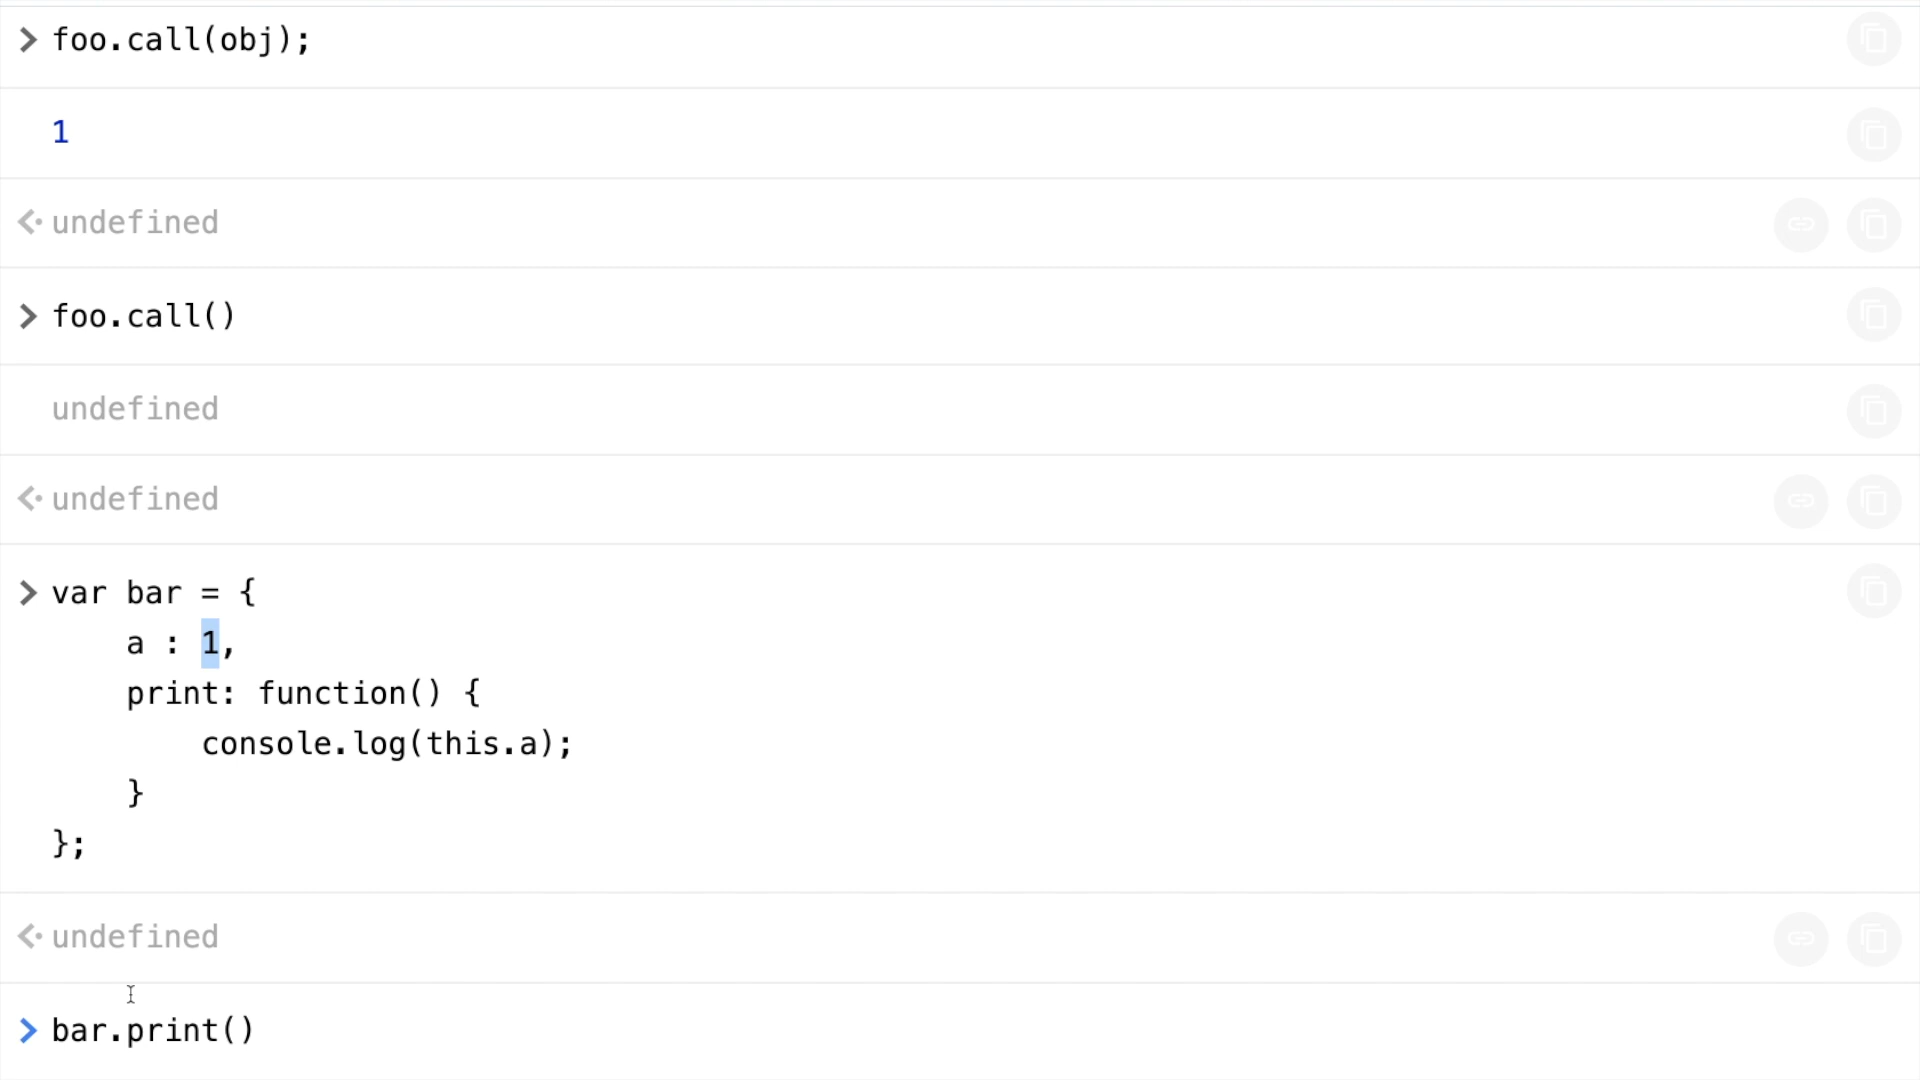 foo.call(obj);
1
undefined
foo.call()
undefined
undefined
var bar = {
a : 1,
print: function() {
console.log(this.a);
}
};
undefined
bar.print()